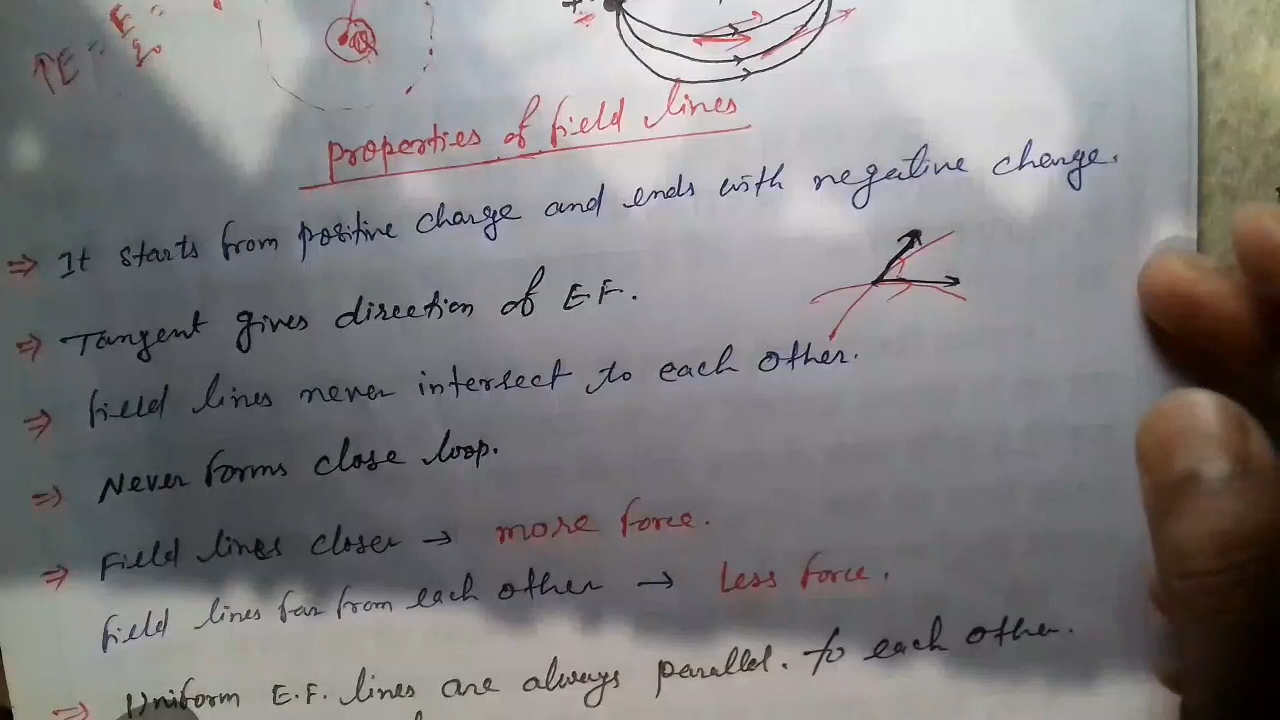 E =
↑E = q₀
+
Properties of field lines
⇒ It starts from positive charge and ends with negative charge.
⇒ Tangent gives direction of E.F.
⇒ field lines never intersect to each other.
⇒ Never forms close loop.
⇒ Field lines closer → more force.
field lines far from each other → Less force.
⇒ Uniform E.F. lines are always parallel. to each other.